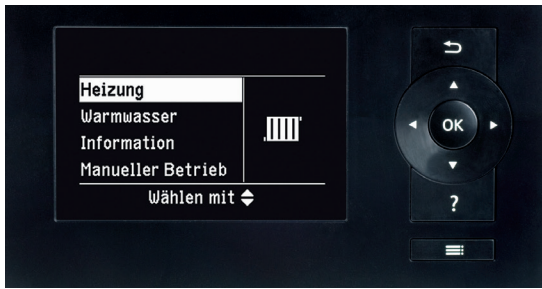 Heizung
Warmwasser
Information
Manueller Betrieb
Wählen mit
OK
?